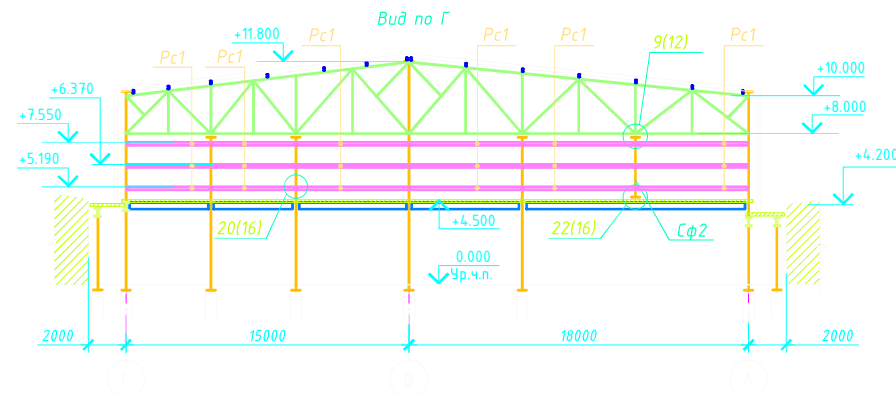 Вид по Г
+11.800
Рс1
Рс1
Рс1
Рс1
Рс1
Рс1
9(12)
+10.000
+6.370
+7.550
+8.000
+5.190
+4.200
20(16)
+4.500
22(16)
Сф2
0.000
Ур.ч.п.
2000
15000
18000
2000